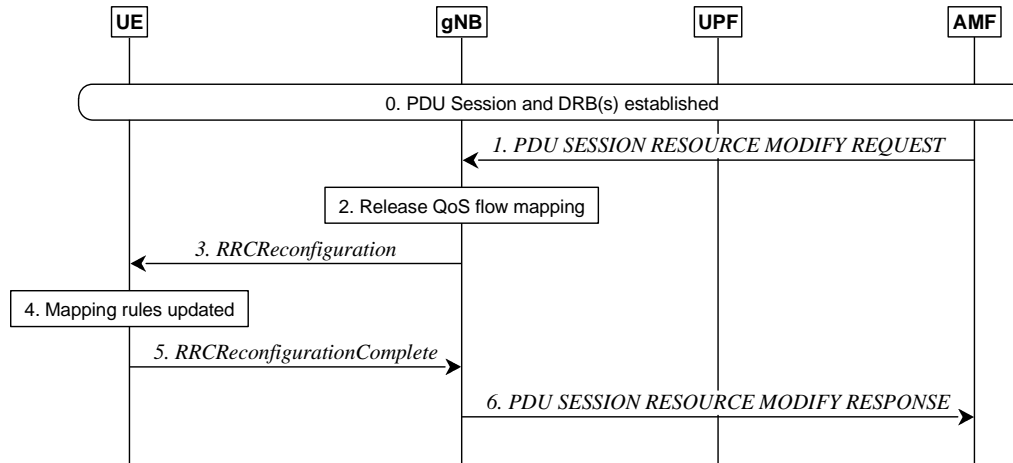 UE
gNB
UPF
AMF
0. PDU Session and DRB(s) established
1. PDU SESSION RESOURCE MODIFY REQUEST
2. Release QoS flow mapping
3. RRCReconfiguration
4. Mapping rules updated
5. RRCReconfigurationComplete
6. PDU SESSION RESOURCE MODIFY RESPONSE